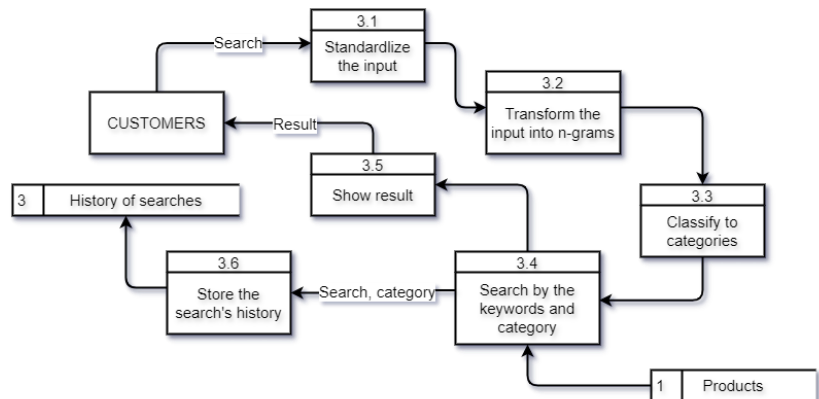 3.1
Search
Standardlize
the input
3.2
Transform the
input into n-grams
CUSTOMERS
Result
3.5
Show result
3.3
Classify to
categories
3
History of searches
3.6
Store the
search's history
Search, category
3.4
Search by the
keywords and
category
1
Products